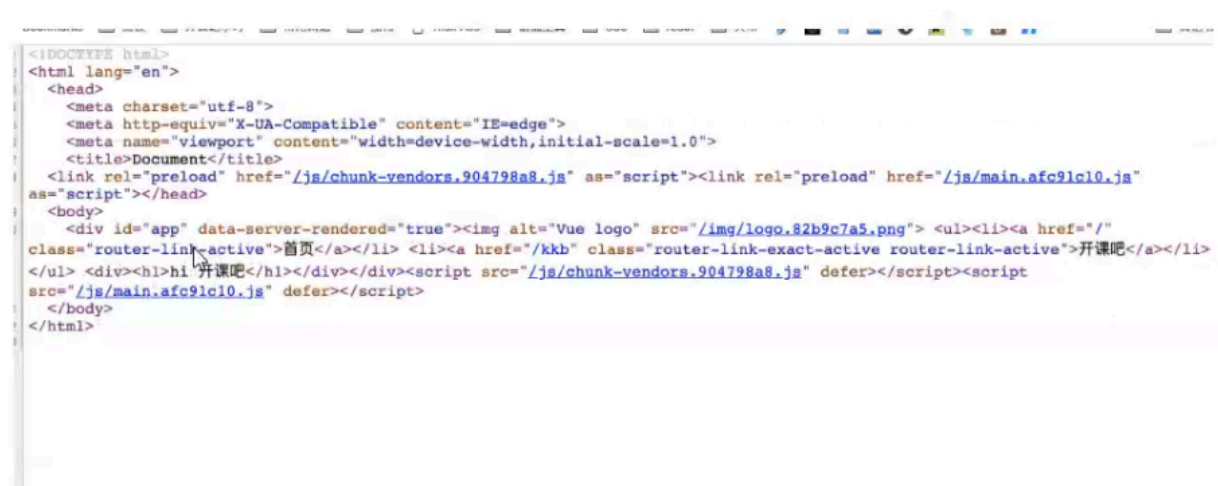 <!DOCTYPE html>
<html lang="en">
<head>
<meta charset="utf-8">
<meta http-equiv="X-UA-Compatible" content="IE=edge">
<meta name="viewport" content="width=device-width,initial-scale=1.0">
<title>Document</title>
<link rel="preload" href="/js/chunk-vendors.904798a8.js" as="script"><link rel="preload" href="/js/main.afc91c10.js"
as="script"></head>
<body>
<div id="app" data-server-rendered="true"><img alt="Vue logo" src="/img/logo.82b9c7a5.png"> <ul><li><a href="/"
class="router-link-active">首页</a></li> <li><a href="/kkb" class="router-link-exact-active router-link-active">开课吧</a></li>
</ul> <div><h1>hi 开课吧</h1></div></div><script src="/js/chunk-vendors.904798a8.js" defer></script><script
src="/js/main.afc91c10.js" defer></script>
</body>
</html>